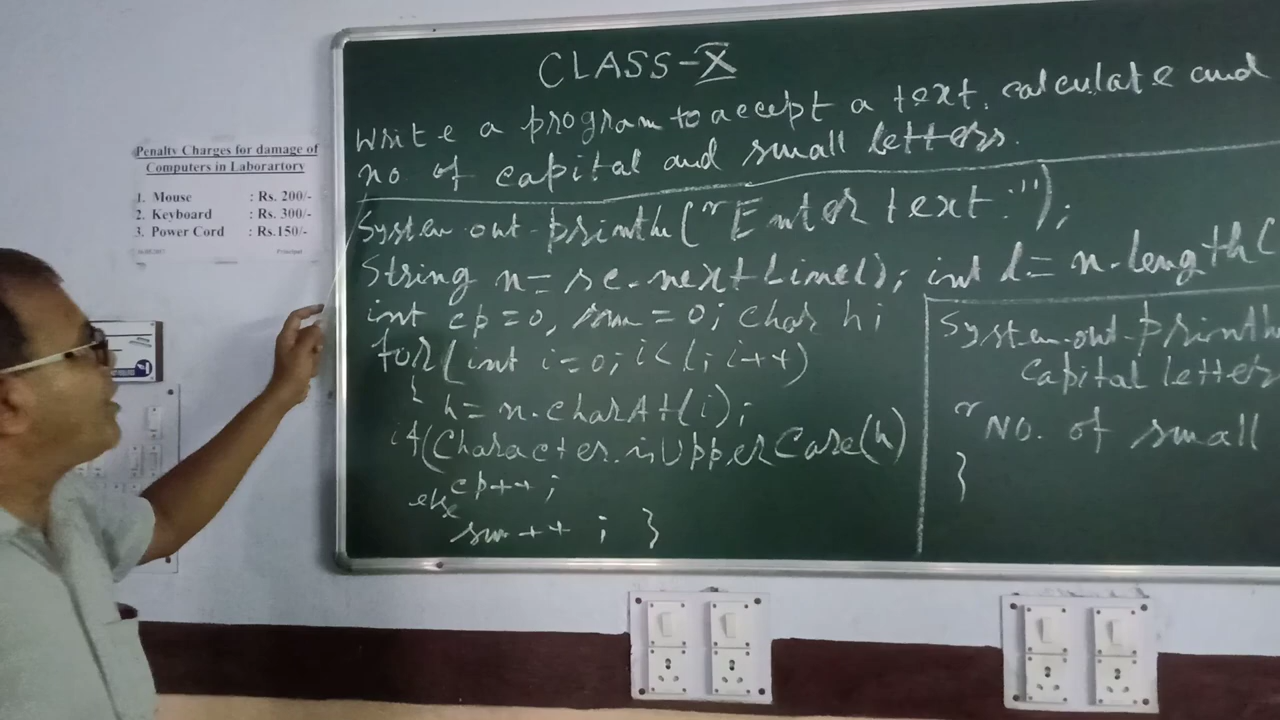 CLASS-X
Write a program to accept a text. calculate and
no of capital and small letters.
System.out.println("Enter text:");
String n= sc.nextLine(); int l= n.length(
int cp=0, sm=0; char h;
for(int i=0; i<l; i++)
{ h= n.charAt(i);
if(Character.isUpperCase(h)
cp++;
else
sm++; }
System.out.println
capital letters
"NO. of small
}
Penalty Charges for damage of
Computers in Laborartory
1. Mouse : Rs. 200/-
2. Keyboard : Rs. 300/-
3. Power Cord : Rs.150/-
Principal